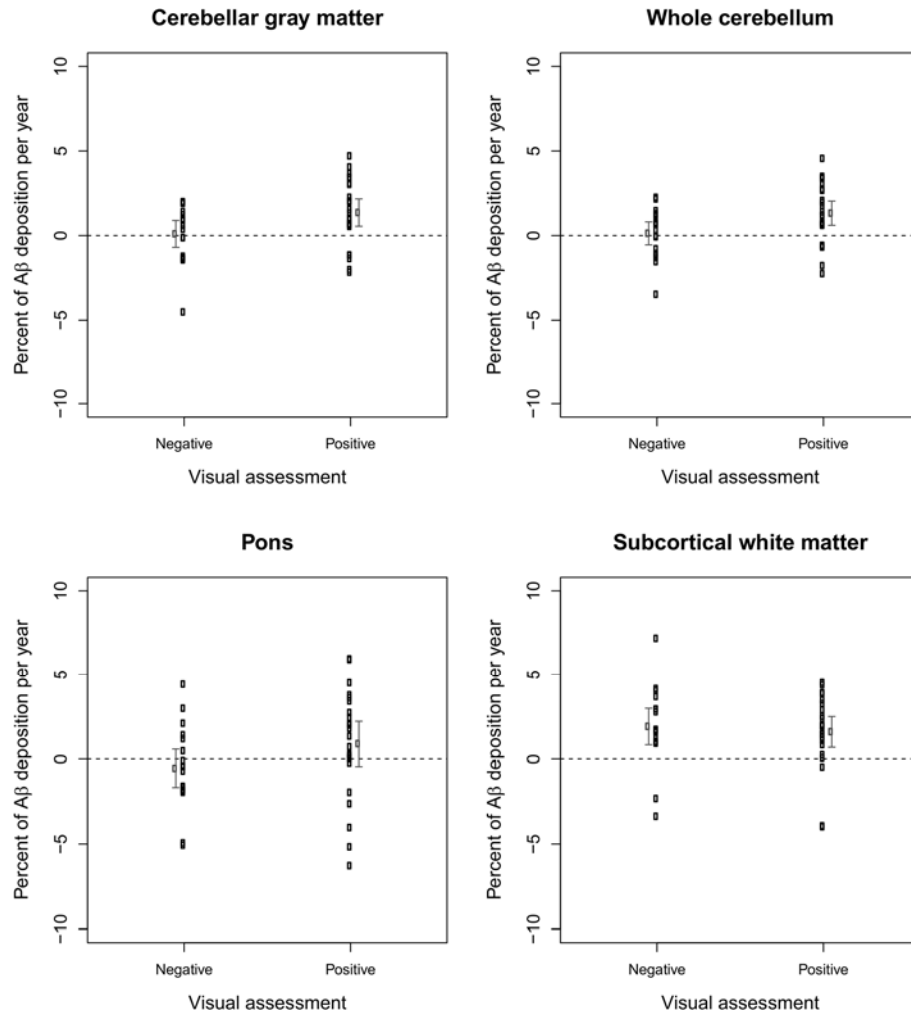 Cerebellar gray matter
Whole cerebellum
Percent of Aβ deposition per year
10
5
0
−5
−10
Negative
Positive
Visual assessment
Percent of Aβ deposition per year
10
5
0
−5
−10
Negative
Positive
Visual assessment
Pons
Subcortical white matter
Percent of Aβ deposition per year
10
5
0
−5
−10
Negative
Positive
Visual assessment
Percent of Aβ deposition per year
10
5
0
−5
−10
Negative
Positive
Visual assessment